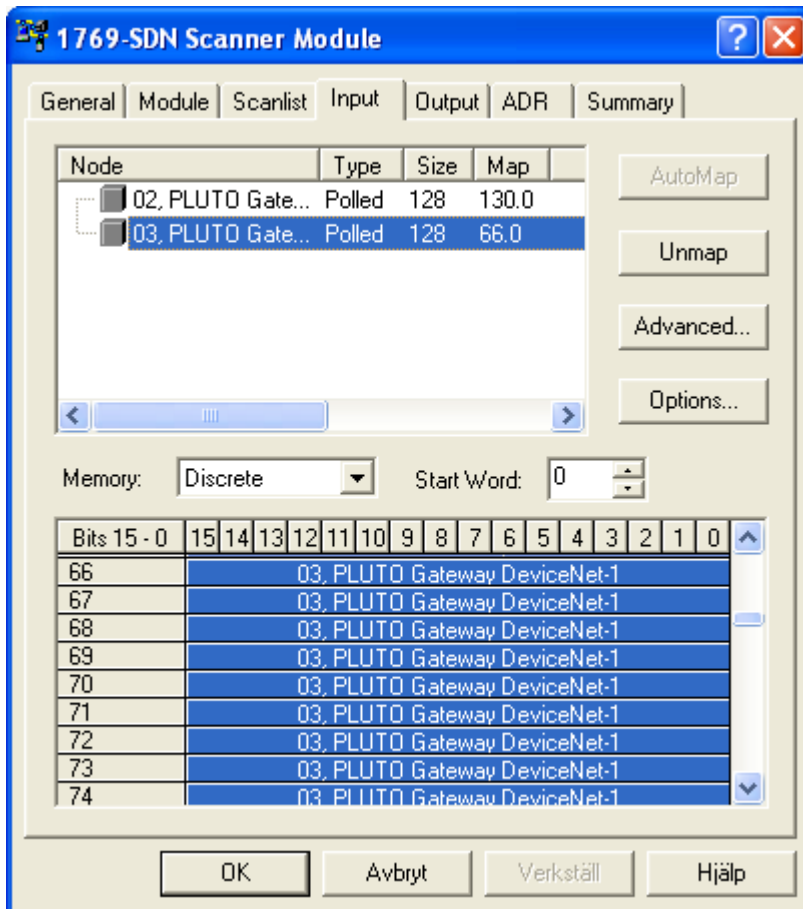 1769-SDN Scanner Module
General Module Scanlist Input Output ADR Summary
Node Type Size Map
02, PLUTO Gate... Polled 128 130.0
03, PLUTO Gate... Polled 128 66.0
AutoMap
Unmap
Advanced...
Options...
Memory: Discrete Start Word: 0
Bits 15 - 0 15 14 13 12 11 10 9 8 7 6 5 4 3 2 1 0
66 03, PLUTO Gateway DeviceNet-1
67 03, PLUTO Gateway DeviceNet-1
68 03, PLUTO Gateway DeviceNet-1
69 03, PLUTO Gateway DeviceNet-1
70 03, PLUTO Gateway DeviceNet-1
71 03, PLUTO Gateway DeviceNet-1
72 03, PLUTO Gateway DeviceNet-1
73 03, PLUTO Gateway DeviceNet-1
74 03, PLUTO Gateway DeviceNet-1
OK Avbryt Verkställ Hjälp